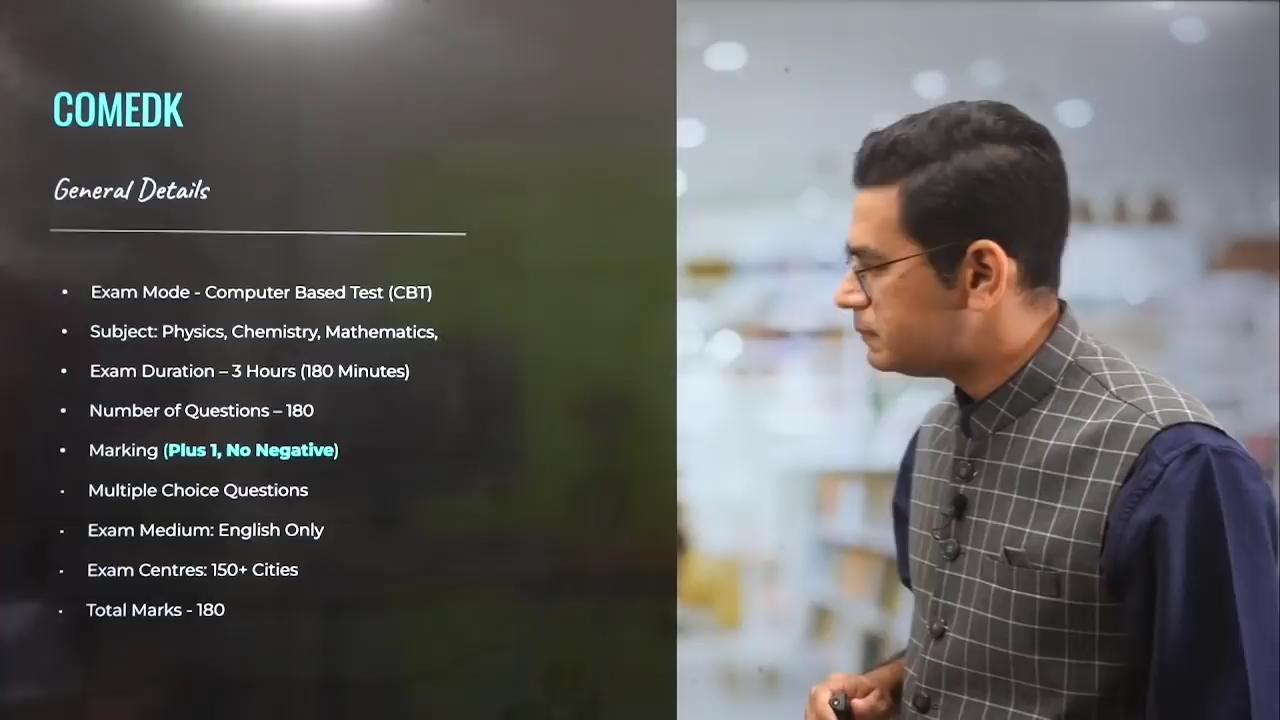 COMEDK
General Details
• Exam Mode - Computer Based Test (CBT)
• Subject: Physics, Chemistry, Mathematics,
• Exam Duration – 3 Hours (180 Minutes)
• Number of Questions – 180
• Marking (Plus 1, No Negative)
• Multiple Choice Questions
• Exam Medium: English Only
• Exam Centres: 150+ Cities
• Total Marks - 180